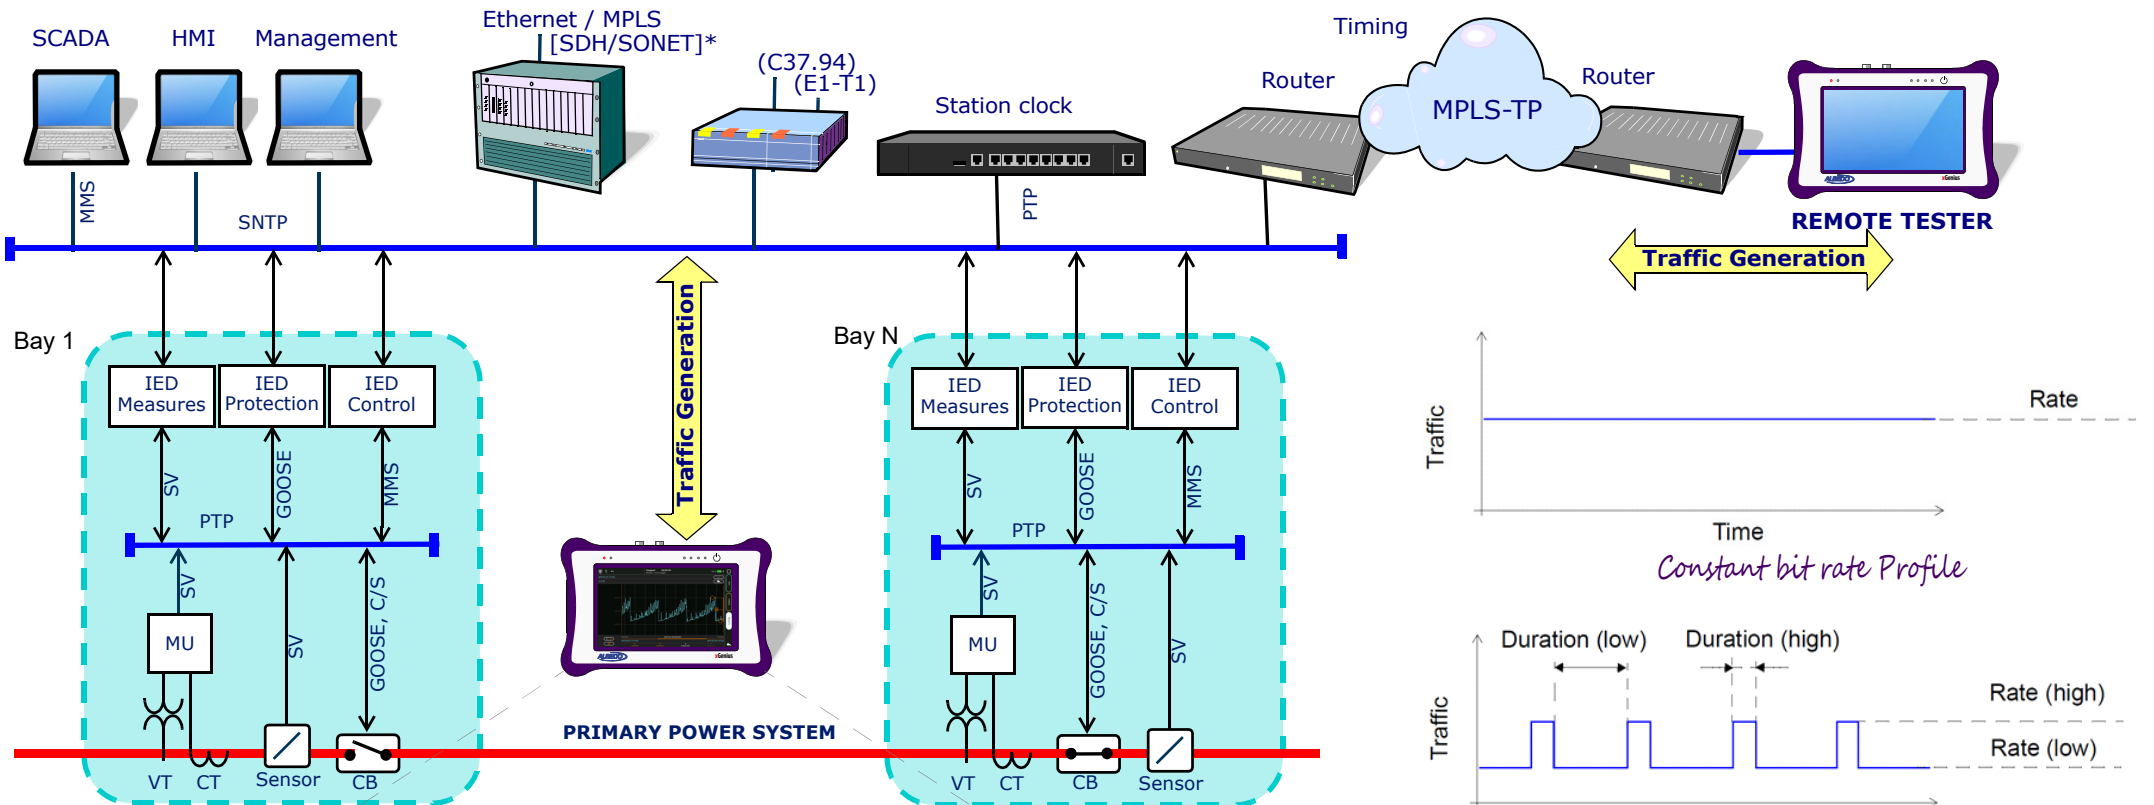 SCADA
HMI
Management
Ethernet / MPLS
[SDH/SONET]*
(C37.94)
(E1-T1)
Station clock
Timing
Router
MPLS-TP
Router
ALBEDO
xGenius
REMOTE TESTER
Traffic Generation
MMS
SNTP
PTP
Bay 1
IED
Measures
IED
Protection
IED
Control
SV
GOOSE
MMS
PTP
SV
MU
SV
GOOSE, C/S
VT
CT
Sensor
CB
Traffic Generation
ALBEDO
xGenius
PRIMARY POWER SYSTEM
Bay N
IED
Measures
IED
Protection
IED
Control
SV
GOOSE
MMS
PTP
SV
MU
GOOSE, C/S
SV
VT
CT
CB
Sensor
Traffic
Rate
Time
Constant bit rate Profile
Duration (low)
Duration (high)
Traffic
Rate (high)
Rate (low)